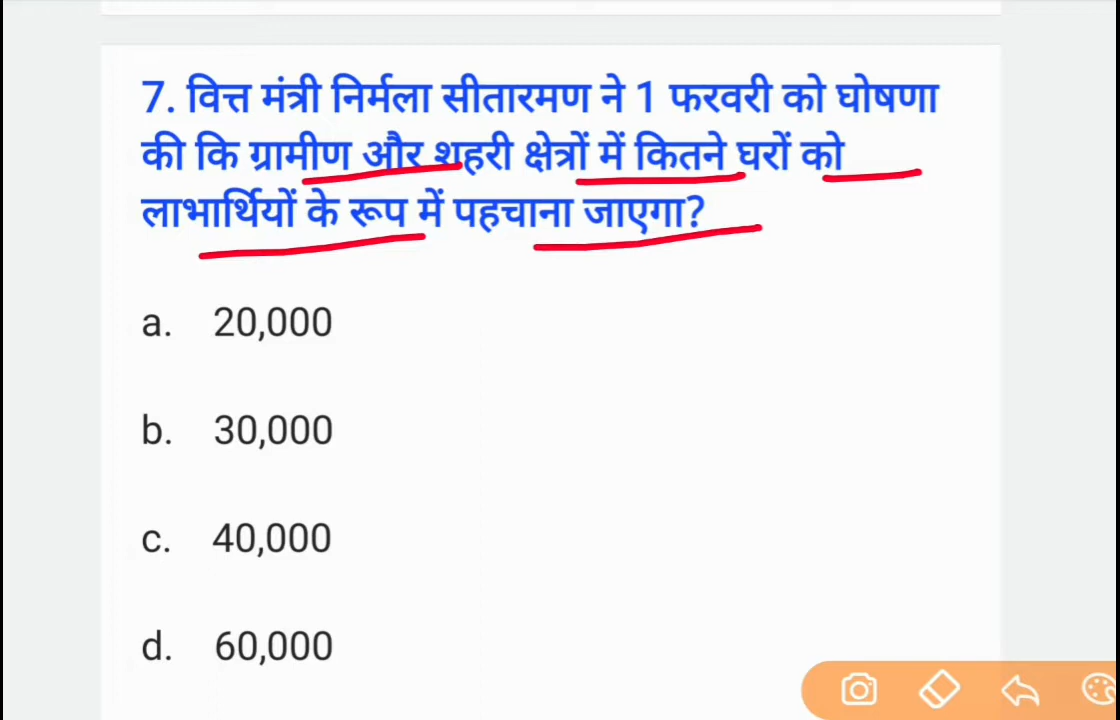 7. वित्त मंत्री निर्मला सीतारमण ने 1 फरवरी को घोषणा
की कि ग्रामीण और शहरी क्षेत्रों में कितने घरों को
लाभार्थियों के रूप में पहचाना जाएगा?
a. 20,000
b. 30,000
c. 40,000
d. 60,000